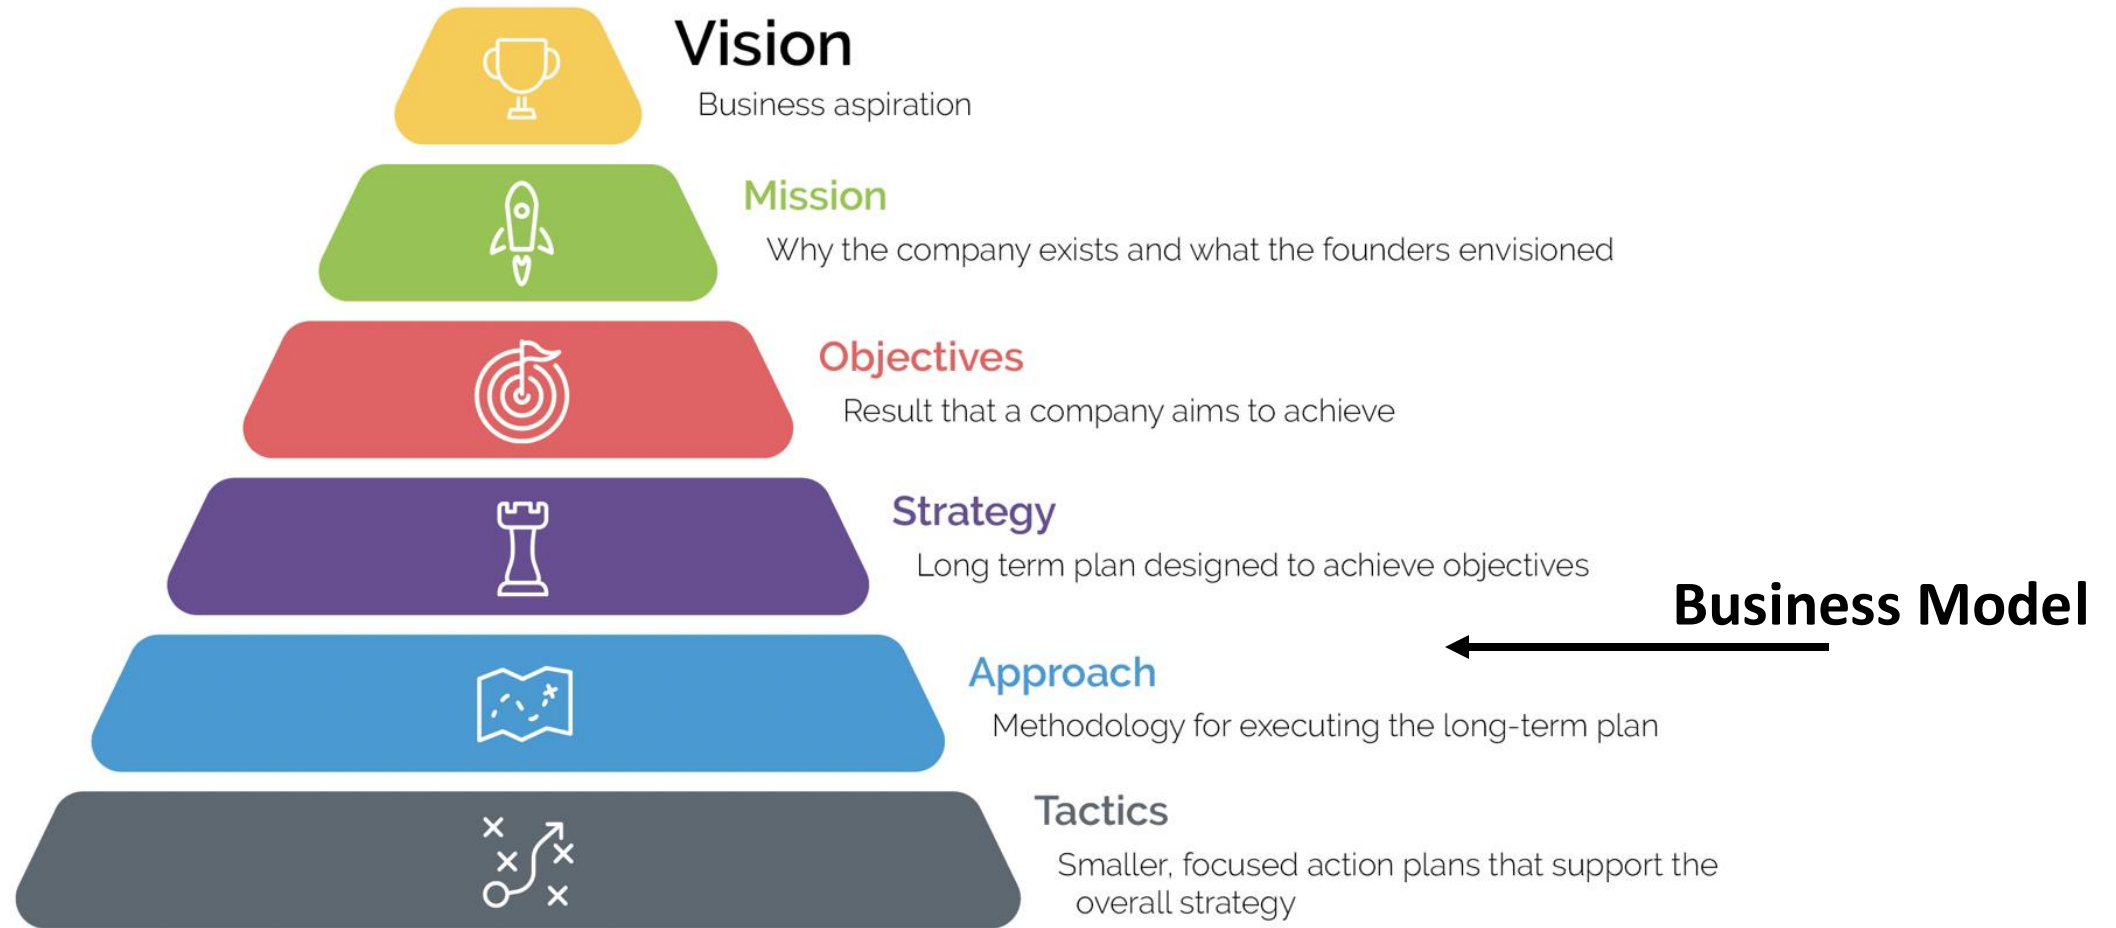 Vision
Business aspiration
Mission
Why the company exists and what the founders envisioned
Objectives
Result that a company aims to achieve
Strategy
Long term plan designed to achieve objectives
Business Model
Approach
Methodology for executing the long-term plan
Tactics
Smaller, focused action plans that support the
overall strategy